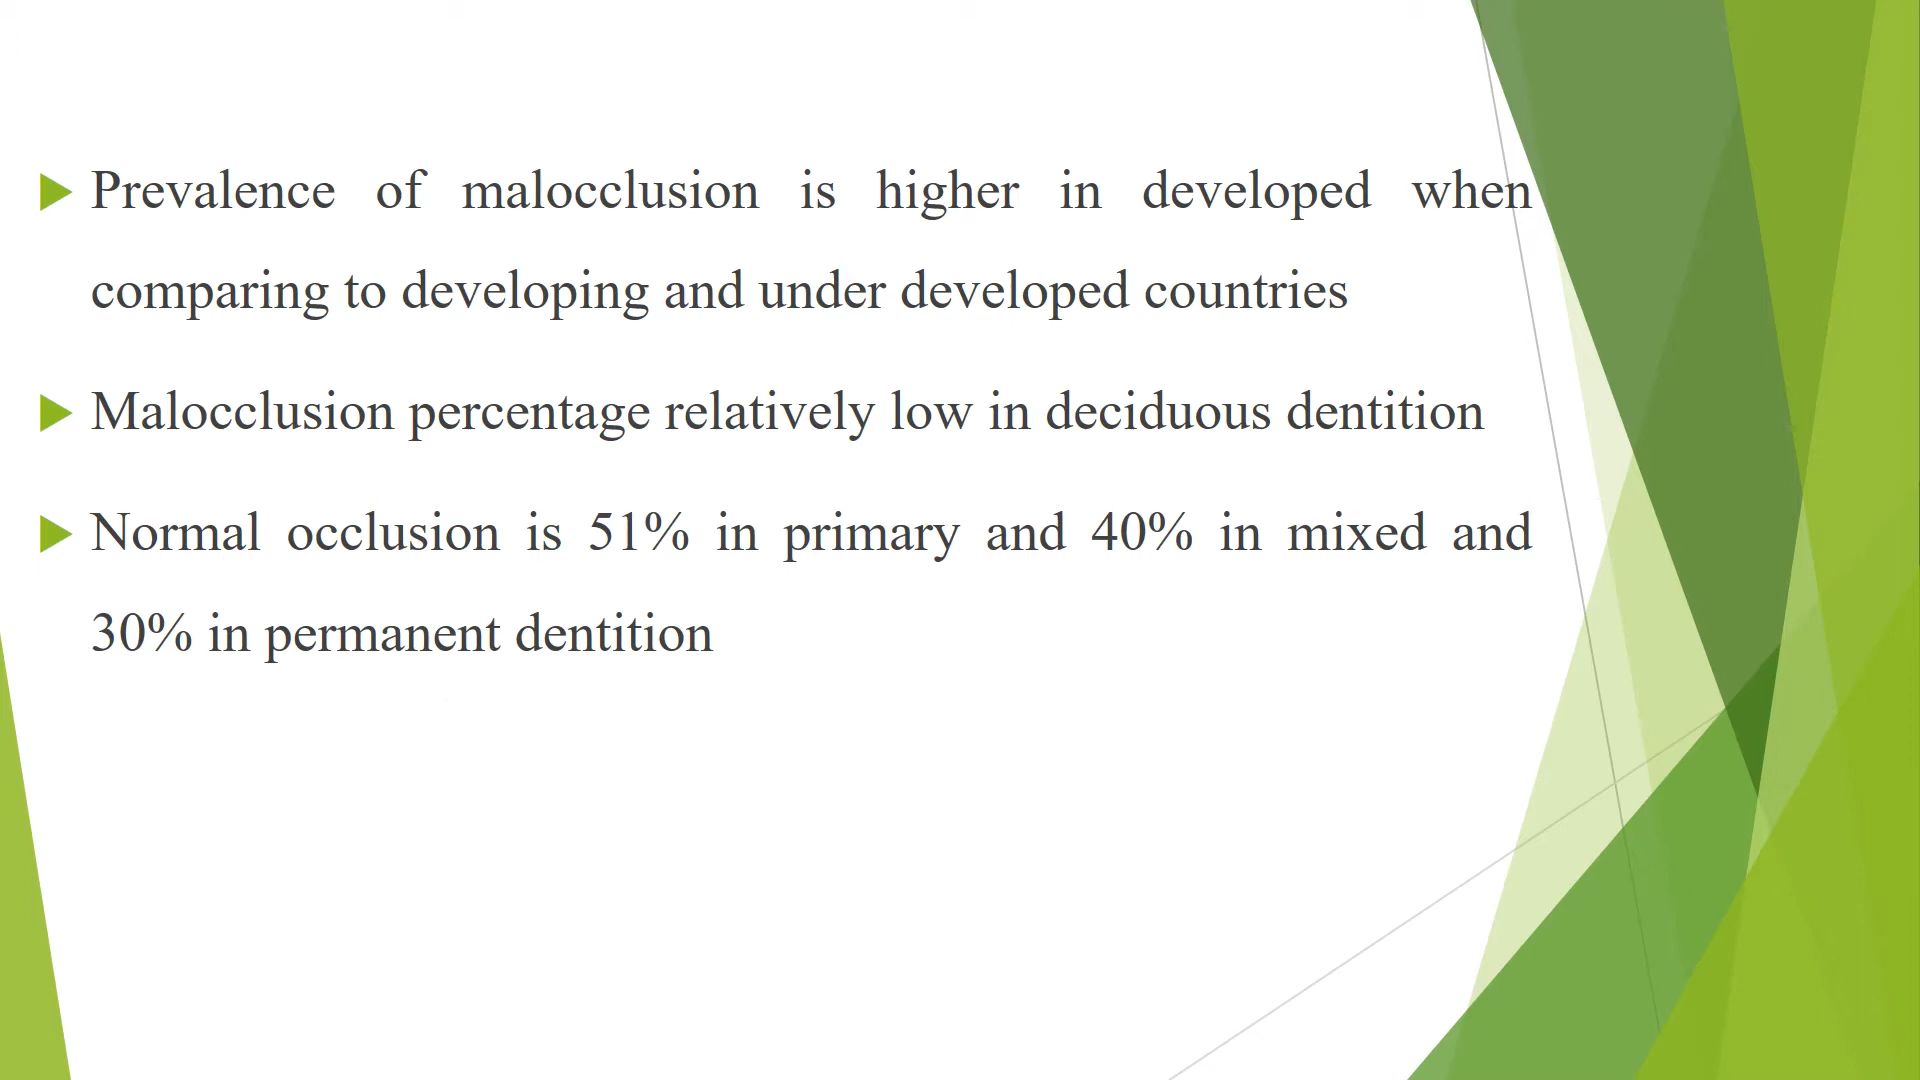 Prevalence of malocclusion is higher in developed when
comparing to developing and under developed countries
Malocclusion percentage relatively low in deciduous dentition
Normal occlusion is 51% in primary and 40% in mixed and
30% in permanent dentition